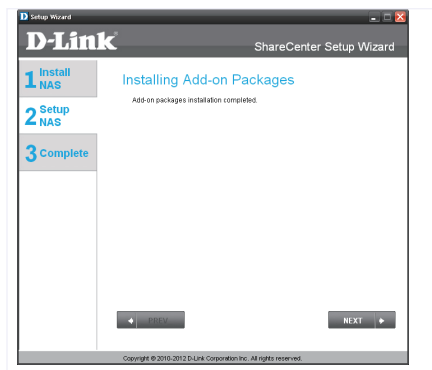 D Setup Wizard
D-Link
ShareCenter Setup Wizard
1 Install NAS
Installing Add-on Packages
Add-on packages installation completed.
2 Setup NAS
3 Complete
PREV
NEXT
Copyright © 2010-2012 D-Link Corporation Inc. All rights reserved.